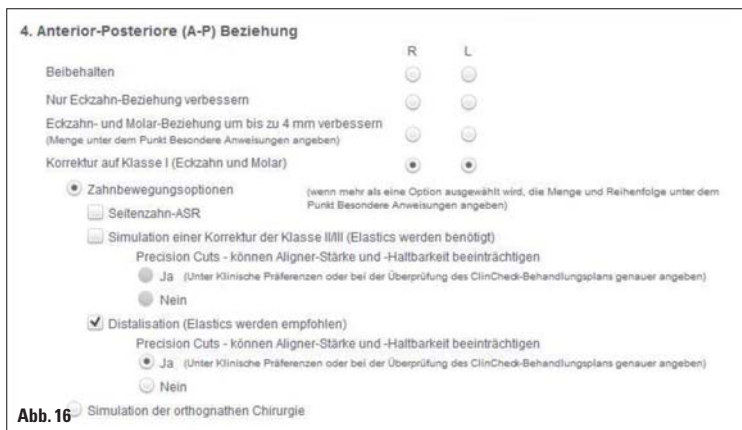 4. Anterior-Posteriore (A-P) Beziehung
R L
Beibehalten
Nur Eckzahn-Beziehung verbessern
Eckzahn- und Molar-Beziehung um bis zu 4 mm verbessern
(Menge unter dem Punkt Besondere Anweisungen angeben)
Korrektur auf Klasse I (Eckzahn und Molar)
Zahnbewegungsoptionen (wenn mehr als eine Option ausgewählt wird, die Menge und Reihenfolge unter dem
Punkt Besondere Anweisungen angeben)
Seitenzahn-ASR
Simulation einer Korrektur der Klasse II/III (Elastics werden benötigt)
Precision Cuts - können Aligner-Stärke und -Haltbarkeit beeinträchtigen
Ja (Unter Klinische Präferenzen oder bei der Überprüfung des ClinCheck-Behandlungsplans genauer angeben)
Nein
Distalisation (Elastics werden empfohlen)
Precision Cuts - können Aligner-Stärke und -Haltbarkeit beeinträchtigen
Ja (Unter Klinische Präferenzen oder bei der Überprüfung des ClinCheck-Behandlungsplans genauer angeben)
Nein
Simulation der orthognathen Chirurgie
Abb. 16